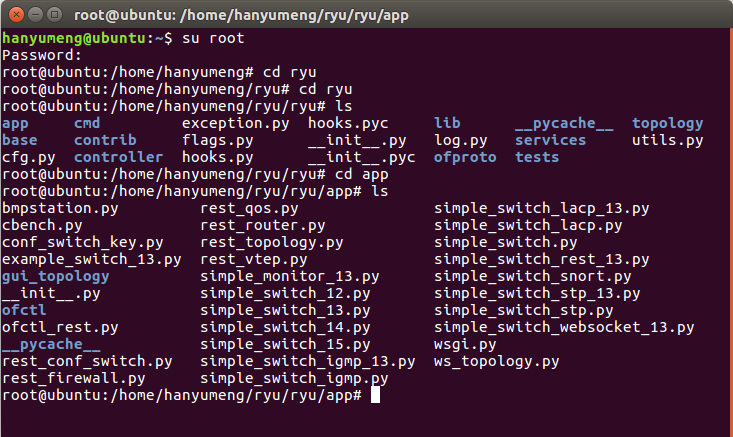 root@ubuntu: /home/hanyumeng/ryu/ryu/app
hanyumeng@ubuntu:~$ su root
Password:
root@ubuntu:/home/hanyumeng# cd ryu
root@ubuntu:/home/hanyumeng/ryu# cd ryu
root@ubuntu:/home/hanyumeng/ryu/ryu# ls
app cmd exception.py hooks.pyc lib __pycache__ topology
base contrib flags.py __init__.py log.py services utils.py
cfg.py controller hooks.py __init__.pyc ofproto tests
root@ubuntu:/home/hanyumeng/ryu/ryu# cd app
root@ubuntu:/home/hanyumeng/ryu/ryu/app# ls
bmpstation.py rest_qos.py simple_switch_lacp_13.py
cbench.py rest_router.py simple_switch_lacp.py
conf_switch_key.py rest_topology.py simple_switch.py
example_switch_13.py rest_vtep.py simple_switch_rest_13.py
gui_topology simple_monitor_13.py simple_switch_snort.py
__init__.py simple_switch_12.py simple_switch_stp_13.py
ofctl simple_switch_13.py simple_switch_stp.py
ofctl_rest.py simple_switch_14.py simple_switch_websocket_13.py
__pycache__ simple_switch_15.py wsgi.py
rest_conf_switch.py simple_switch_igmp_13.py ws_topology.py
rest_firewall.py simple_switch_igmp.py
root@ubuntu:/home/hanyumeng/ryu/ryu/app#